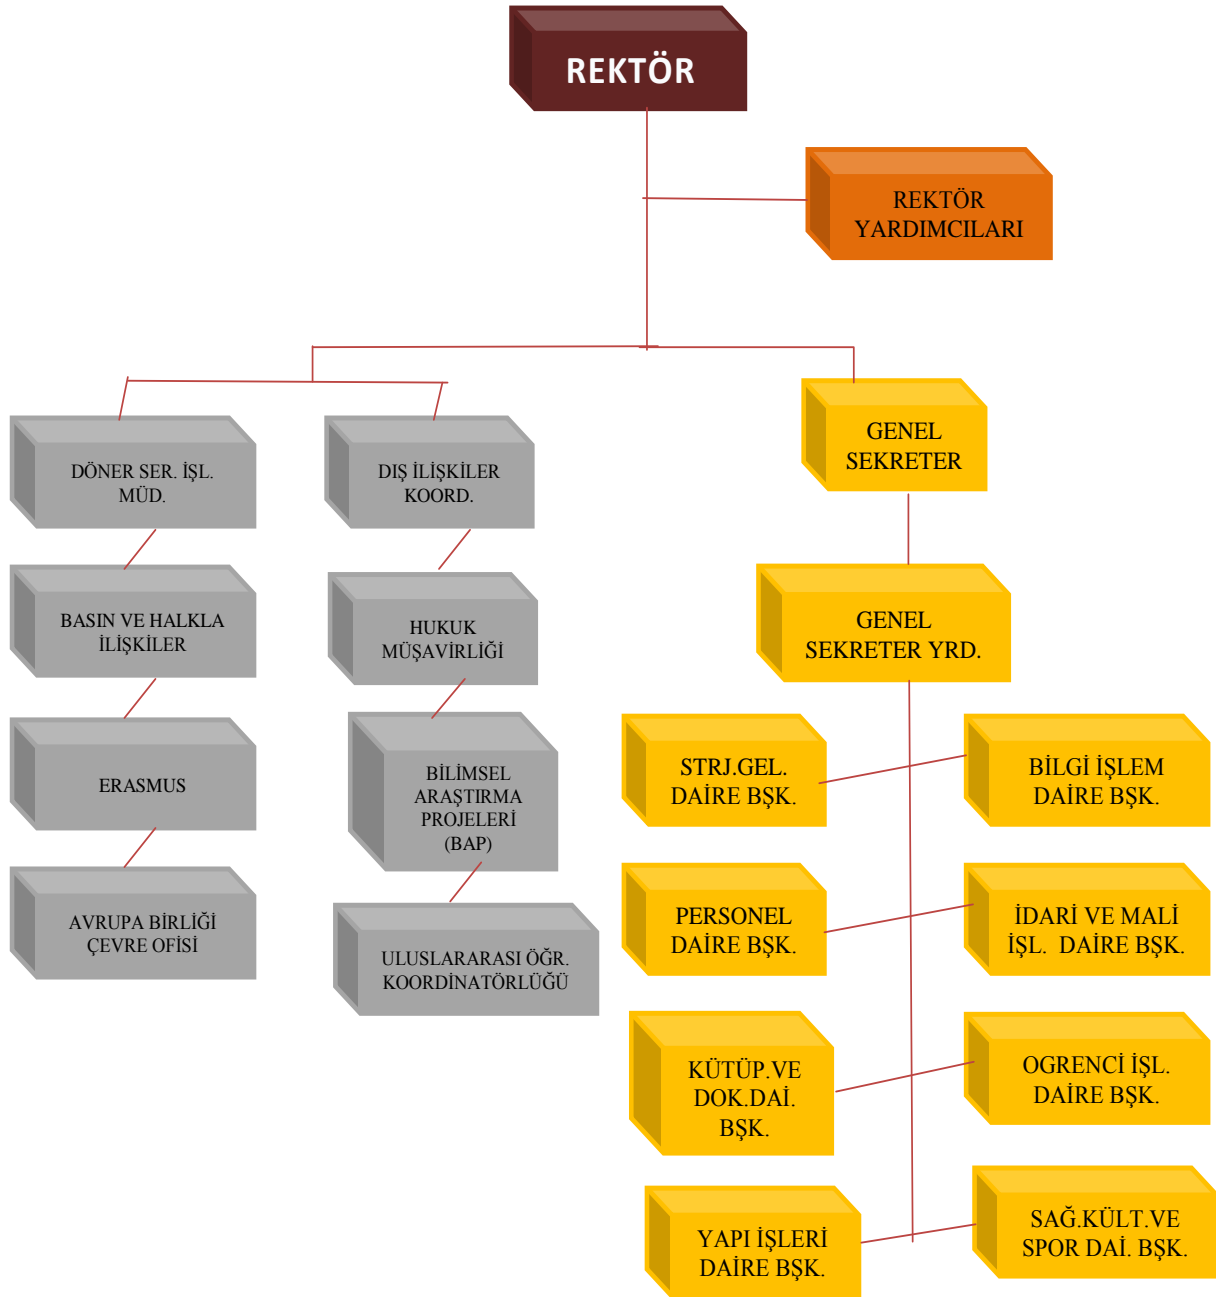 REKTÖR
REKTÖR
YARDIMCILARI
DÖNER SER. İŞL.
MÜD.
BASIN VE HALKLA
İLİŞKİLER
ERASMUS
AVRUPA BİRLİĞİ
ÇEVRE OFİSİ
DIŞ İLİŞKİLER
KOORD.
HUKUK
MÜŞAVİRLİĞİ
BİLİMSEL
ARAŞTIRMA
PROJELERİ
(BAP)
ULUSLARARASI ÖĞR.
KOORDİNATÖRLÜĞÜ
GENEL
SEKRETER
GENEL
SEKRETER YRD.
STRJ.GEL.
DAİRE BŞK.
BİLGİ İŞLEM
DAİRE BŞK.
PERSONEL
DAİRE BŞK.
İDARİ VE MALİ
İŞL. DAİRE BŞK.
KÜTÜP.VE
DOK.DAİ.
BŞK.
OGRENCİ İŞL.
DAİRE BŞK.
YAPI İŞLERİ
DAİRE BŞK.
SAĞ.KÜLT.VE
SPOR DAİ. BŞK.